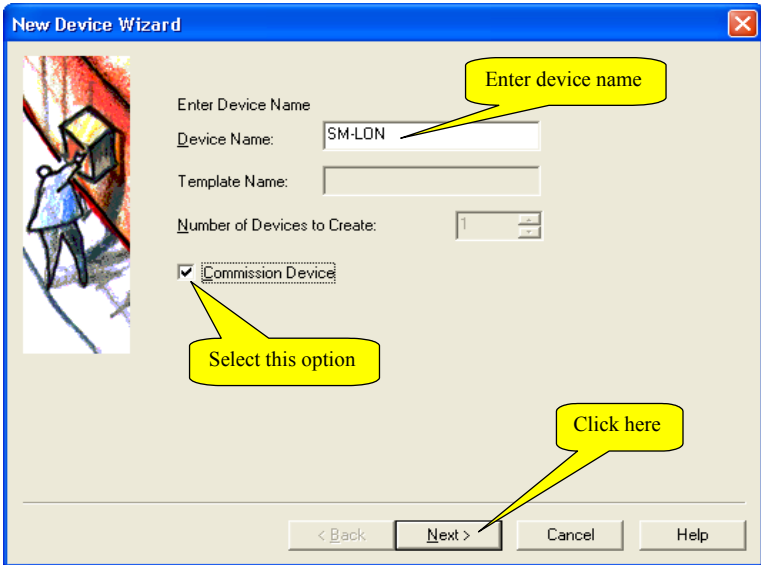 New Device Wizard
Enter device name
Enter Device Name
Device Name:
SM-LON
Template Name:
Number of Devices to Create:
1
Commission Device
Select this option
Click here
< Back
Next >
Cancel
Help